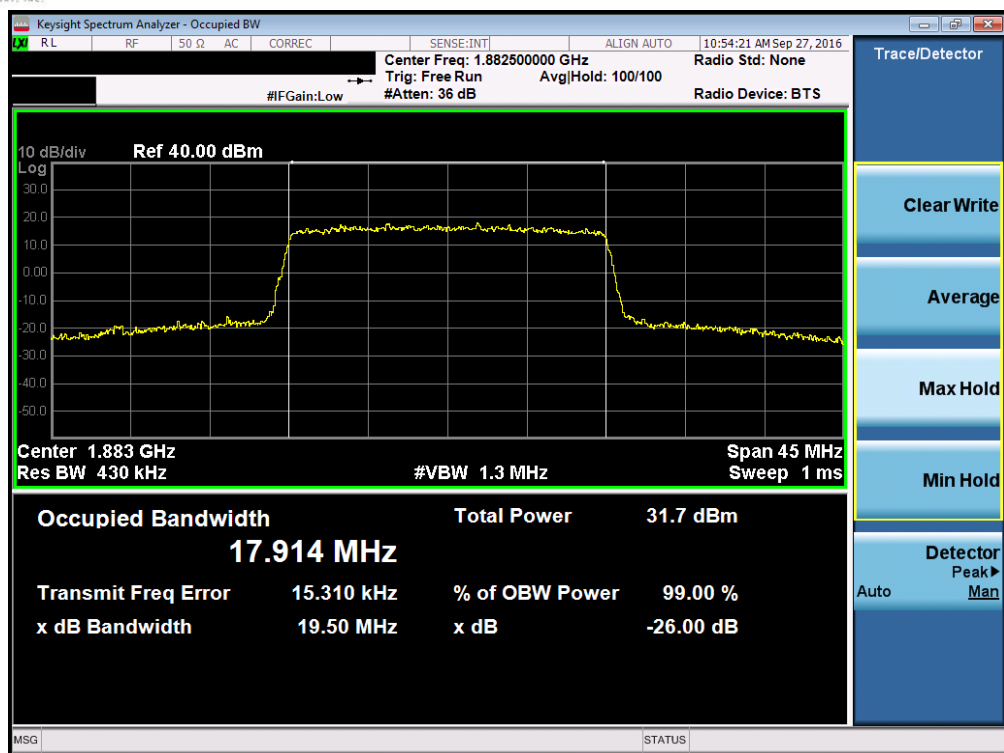 Keysight Spectrum Analyzer - Occupied BW
LXI RL RF 50 Ω AC CORREC SENSE:INT ALIGN AUTO 10:54:21 AM Sep 27, 2016
Center Freq: 1.882500000 GHz Radio Std: None
Trig: Free Run Avg|Hold: 100/100
#IFGain:Low #Atten: 36 dB Radio Device: BTS
10 dB/div Ref 40.00 dBm
Log
30.0
20.0
10.0
0.00
-10.0
-20.0
-30.0
-40.0
-50.0
Center 1.883 GHz Span 45 MHz
Res BW 430 kHz #VBW 1.3 MHz Sweep 1 ms
Occupied Bandwidth Total Power 31.7 dBm
17.914 MHz
Transmit Freq Error 15.310 kHz % of OBW Power 99.00 %
x dB Bandwidth 19.50 MHz x dB -26.00 dB
MSG STATUS
Trace/Detector
Clear Write
Average
Max Hold
Min Hold
Detector
Peak▶
Auto Man